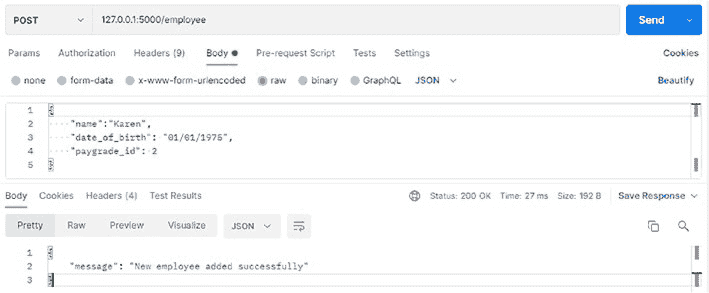 POST 127.0.0.1:5000/employee Send
Params Authorization Headers (9) Body Pre-request Script Tests Settings Cookies
none form-data x-www-form-urlencoded raw binary GraphQL JSON Beautify
1 {
2 "name":"Karen",
3 "date_of_birth": "01/01/1976",
4 "paygrade_id": 2
5 }
Body Cookies Headers (4) Test Results Status: 200 OK Time: 27 ms Size: 192 B Save Response
Pretty Raw Preview Visualize JSON
1 {
2 "message": "New employee added successfully"
3 }